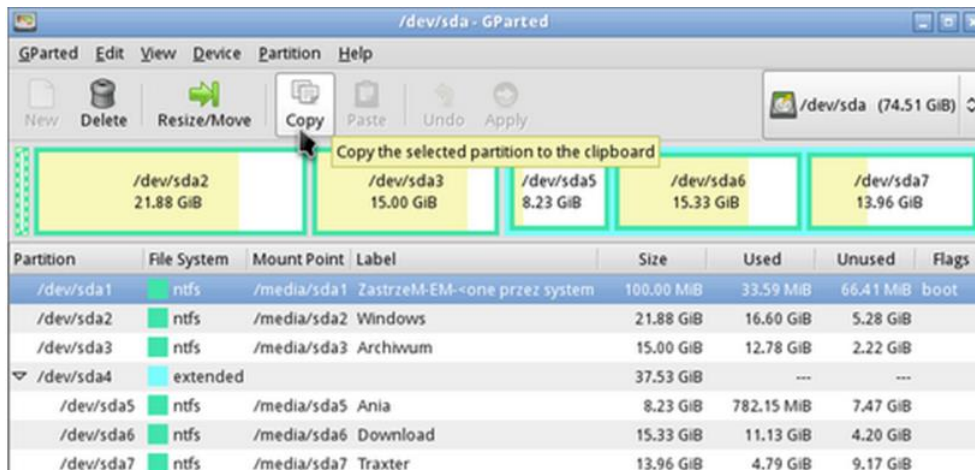 /dev/sda - GParted
GParted Edit View Device Partition Help
New Delete Resize/Move Copy Paste Undo Apply /dev/sda (74.51 GiB)
Copy the selected partition to the clipboard
/dev/sda2 /dev/sda3 /dev/sda5 /dev/sda6 /dev/sda7
21.88 GiB 15.00 GiB 8.23 GiB 15.33 GiB 13.96 GiB
Partition File System Mount Point Label Size Used Unused Flags
/dev/sda1 ntfs /media/sda1 ZastrzeM-EM-<one przez system 100.00 MiB 33.59 MiB 66.41 MiB boot
/dev/sda2 ntfs /media/sda2 Windows 21.88 GiB 16.60 GiB 5.28 GiB
/dev/sda3 ntfs /media/sda3 Archiwum 15.00 GiB 12.78 GiB 2.22 GiB
/dev/sda4 extended 37.53 GiB --- ---
/dev/sda5 ntfs /media/sda5 Ania 8.23 GiB 782.15 MiB 7.47 GiB
/dev/sda6 ntfs /media/sda6 Download 15.33 GiB 11.13 GiB 4.20 GiB
/dev/sda7 ntfs /media/sda7 Traxter 13.96 GiB 4.79 GiB 9.17 GiB